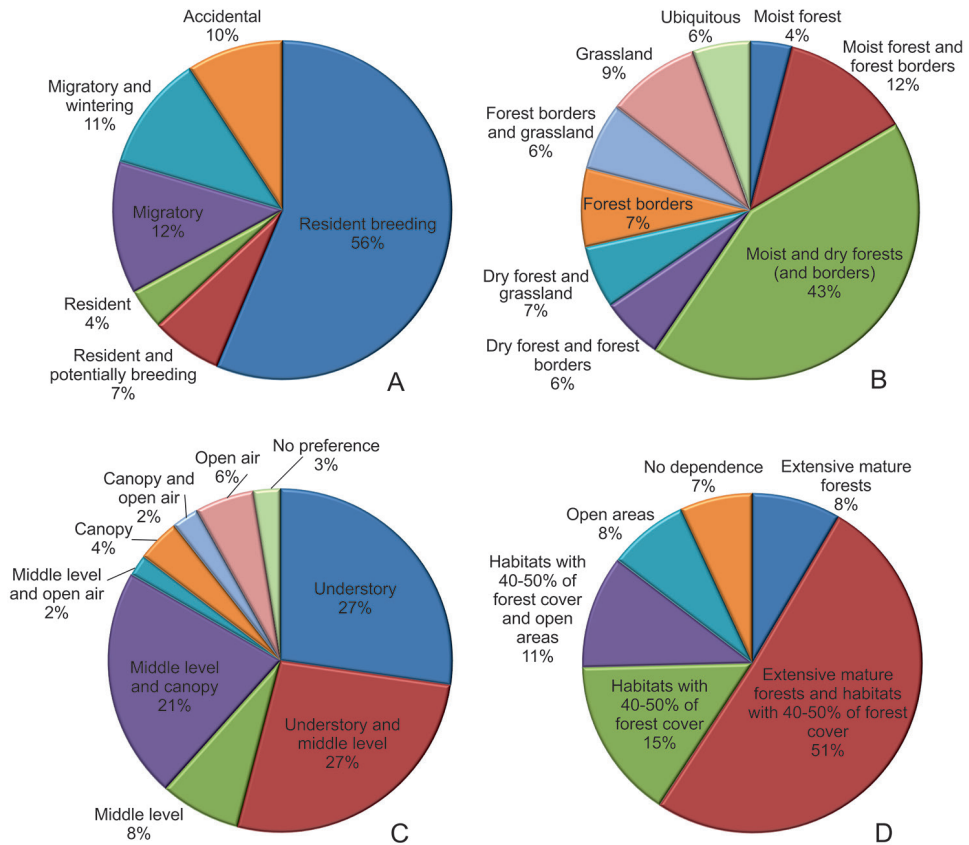 Accidental
10%
Migratory and
wintering
11%
Migratory
12%
Resident
4%
Resident and
potentially breeding
7%
Resident breeding
56%
A
Ubiquitous
6%
Moist forest
4%
Moist forest and
forest borders
12%
Grassland
9%
Forest borders
and grassland
6%
Forest borders
7%
Dry forest and
grassland
7%
Dry forest and forest
borders
6%
Moist and dry forests
(and borders)
43%
B
No preference
3%
Open air
6%
Canopy and
open air
2%
Canopy
4%
Middle level
and open air
2%
Middle level
and canopy
21%
Middle level
8%
Understory
27%
Understory and
middle level
27%
C
No dependence
7%
Extensive mature
forests
8%
Open areas
8%
Habitats with
40-50% of
forest cover
and open
areas
11%
Habitats with
40-50% of
forest cover
15%
Extensive mature
forests and habitats
with 40-50% of forest
cover
51%
D